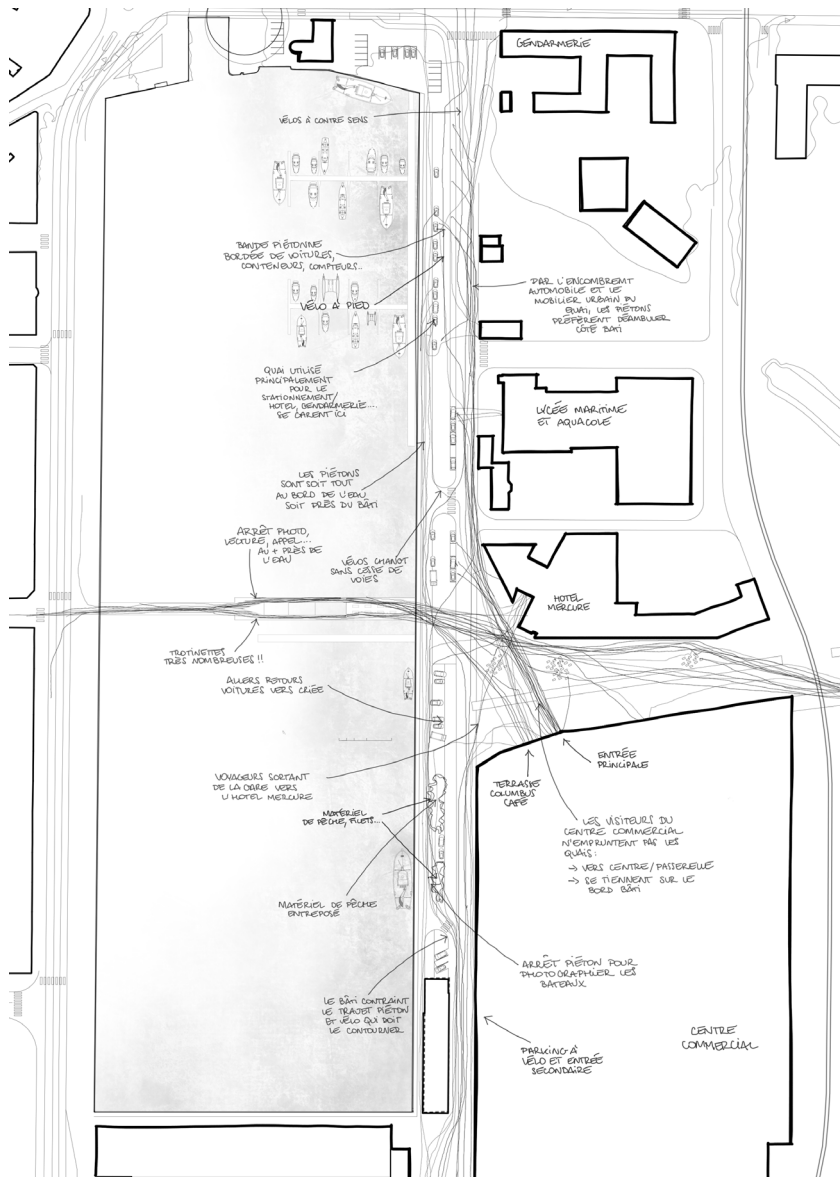 GENDARMERIE
VÉLOS À CONTRE SENS
BANDE PIÉTONNE
BORDÉE DE VOITURES,
CONTENEURS, COMPTEURS...
VÉLO À PIED
PAR L'ENCOMBREMT
AUTOMOBILE ET LE
MOBILIER URBAIN DU
QUAI, LES PIÉTONS
PRÉFÈRENT DÉAMBULER
CÔTÉ BATI
QUAI UTILISÉ
PRINCIPALEMENT
POUR LE
STATIONNEMENT/
HOTEL, GENDARMERIE...
SE GARENT ICI
LYCÉE MARITIME
ET AQUACOLE
LES PIÉTONS
SONT SOIT TOUT
AU BORD DE L'EAU
SOIT PRÈS DU BÂTI
ARRÊT PHOTO,
LECTURE, APPEL...
AU + PRÈS DE
L'EAU
VÉLOS CHANGT
SANS CESSE DE
VOIES
HOTEL
MERCURE
TROTINETTES
TRÈS NOMBREUSES !!
ALLERS RETOURS
VOITURES VERS CRIÉE
ENTRÉE
PRINCIPALE
VOYAGEURS SORTANT
DE LA GARE VERS
L'HOTEL MERCURE
TERRASSE
COLUMBUS
CAFÉ
MATÉRIEL
DE PÊCHE, FILETS...
LES VISITEURS DU
CENTRE COMMERCIAL
N'EMPRUNTENT PAS LES
QUAIS:
→ VERS CENTRE/PASSERELLE
→ SE TIENNENT SUR LE
BORD BÂTI
MATÉRIEL DE PÊCHE
ENTREPOSÉ
ARRÊT PIÉTON POUR
PHOTOGRAPHIER LES
BATEAUX
LE BÂTI CONTRAINT
LE TRAJET PIÉTON
ET VÉLO QUI DOIT
LE CONTOURNER
PARKING À
VÉLO ET ENTRÉE
SECONDAIRE
CENTRE
COMMERCIAL